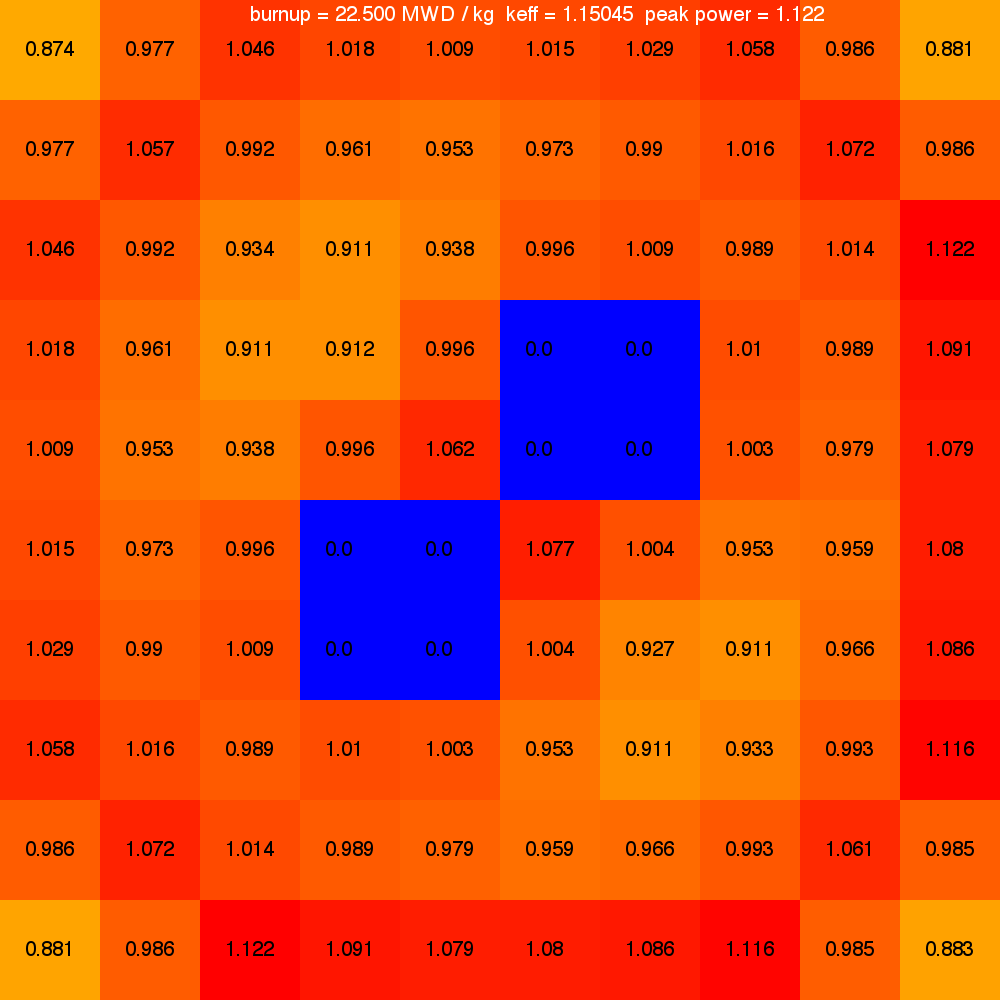 burnup = 22.500 MWD / kg keff = 1.15045 peak power = 1.122
0.874 0.977 1.046 1.018 1.009 1.015 1.029 1.058 0.986 0.881
0.977 1.057 0.992 0.961 0.953 0.973 0.99 1.016 1.072 0.986
1.046 0.992 0.934 0.911 0.938 0.996 1.009 0.989 1.014 1.122
1.018 0.961 0.911 0.912 0.996 0.0 0.0 1.01 0.989 1.091
1.009 0.953 0.938 0.996 1.062 0.0 0.0 1.003 0.979 1.079
1.015 0.973 0.996 0.0 0.0 1.077 1.004 0.953 0.959 1.08
1.029 0.99 1.009 0.0 0.0 1.004 0.927 0.911 0.966 1.086
1.058 1.016 0.989 1.01 1.003 0.953 0.911 0.933 0.993 1.116
0.986 1.072 1.014 0.989 0.979 0.959 0.966 0.993 1.061 0.985
0.881 0.986 1.122 1.091 1.079 1.08 1.086 1.116 0.985 0.883